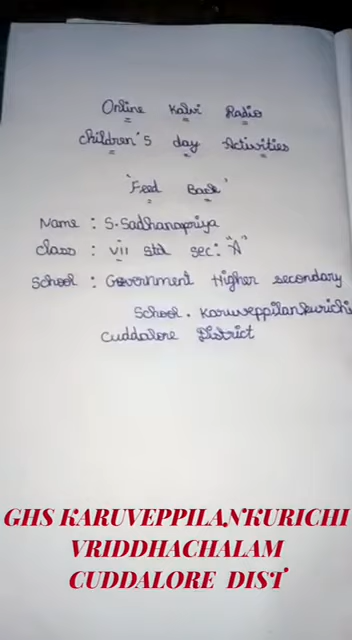 Online Kalvi Radio
children's day Activities
'Feed Back'
Name : S. Sadhanapriya
class : vii std sec: "A"
School : Government Higher secondary
School. Karuveppilankurichi
Cuddalore District
GHS KARUVEPPILANKURICHI
VRIDDHACHALAM
CUDDALORE DIST